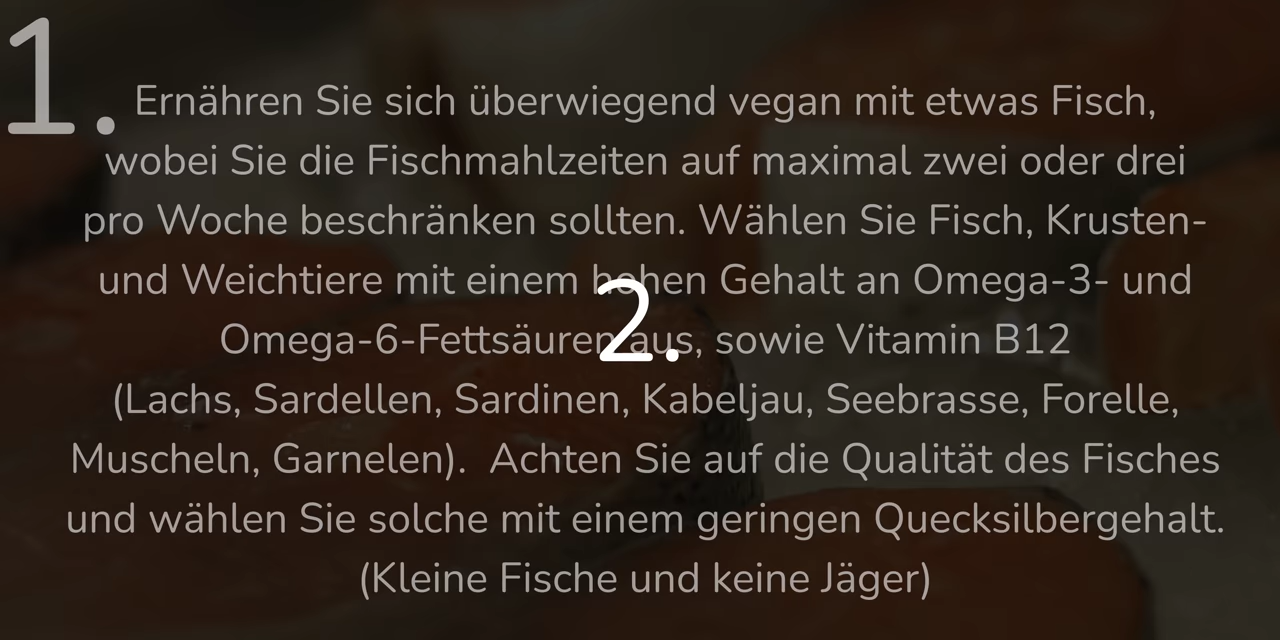 1.
Ernähren Sie sich überwiegend vegan mit etwas Fisch,
wobei Sie die Fischmahlzeiten auf maximal zwei oder drei
pro Woche beschränken sollten. Wählen Sie Fisch, Krusten-
und Weichtiere mit einem hohen Gehalt an Omega-3- und
Omega-6-Fettsäuren aus, sowie Vitamin B12
2.
(Lachs, Sardellen, Sardinen, Kabeljau, Seebrasse, Forelle,
Muscheln, Garnelen).  Achten Sie auf die Qualität des Fisches
und wählen Sie solche mit einem geringen Quecksilbergehalt.
(Kleine Fische und keine Jäger)